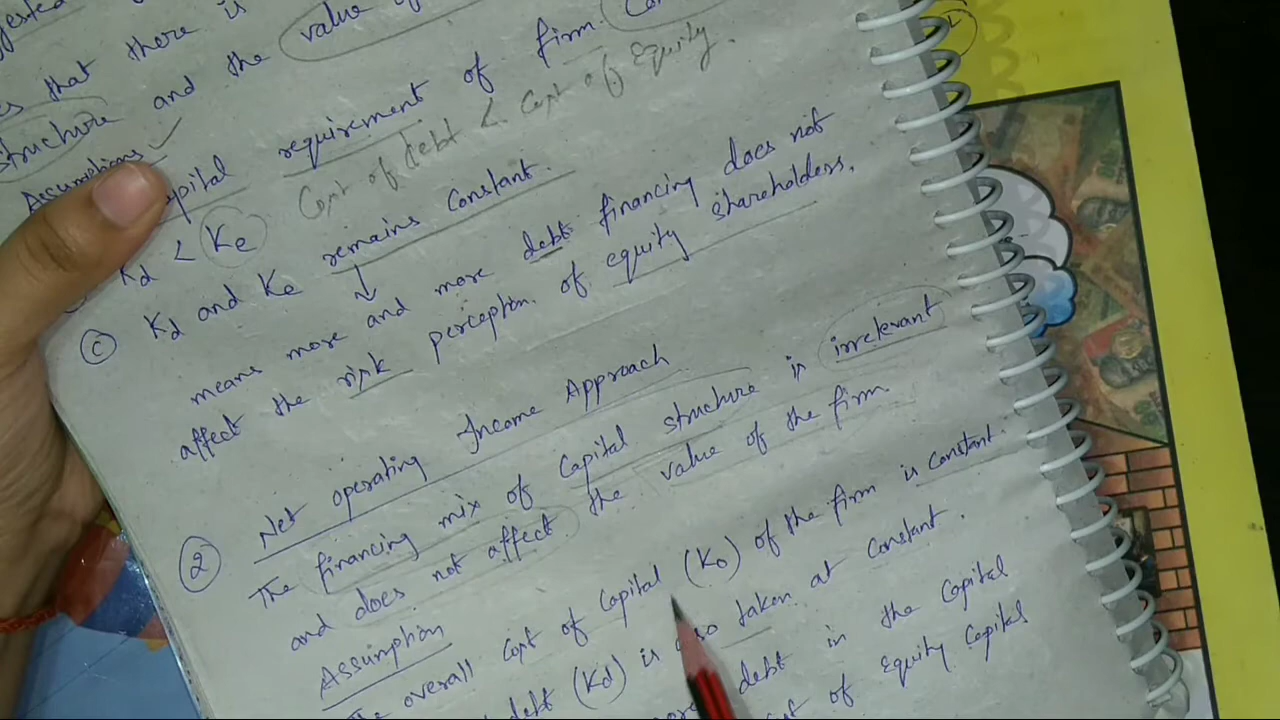 that there is
structure and the value of
Assumptions
capital requirement of firm
Cost of debt < Cost of Equity.
Kd < Ke
c Kd and Ke remains constant.
means more and more debt financing does not
affect the risk perception of equity shareholders.
2 Net operating Income Approach
The financing mix of capital structure is irrelevant
and does not affect the value of the firm.
Assumption
The overall cost of capital (Ko) of the firm is constant.
debt (Kd) is also taken at constant.
debt in the capital
of equity capital